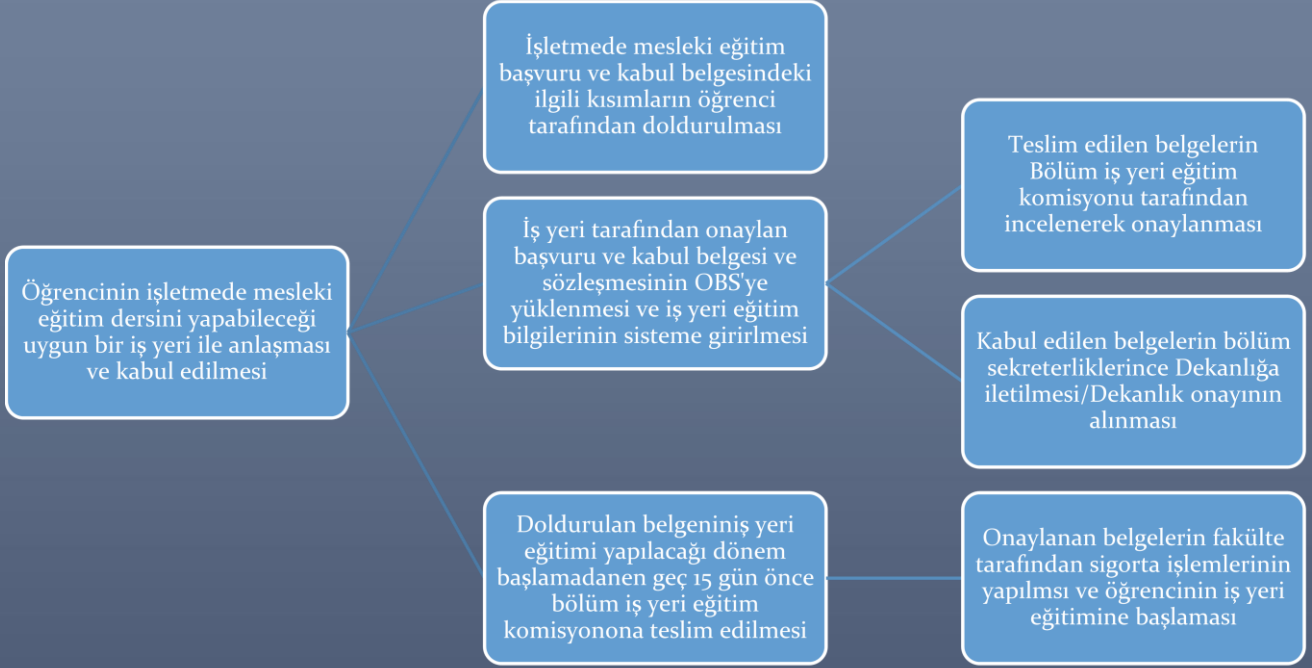 Öğrencinin işletmede mesleki
eğitim dersini yapabileceği
uygun bir iş yeri ile anlaşması
ve kabul edilmesi
İşletmede mesleki eğitim
başvuru ve kabul belgesindeki
ilgili kısımların öğrenci
tarafından doldurulması
İş yeri tarafından onaylan
başvuru ve kabul belgesi ve
sözleşmesinin OBS'ye
yüklenmesi ve iş yeri eğitim
bilgilerinin sisteme girirlmesi
Doldurulan belgeniniş yeri
eğitimi yapılacağı dönem
başlamadanen geç 15 gün önce
bölüm iş yeri eğitim
komisyonona teslim edilmesi
Teslim edilen belgelerin
Bölüm iş yeri eğitim
komisyonu tarafından
incelenerek onaylanması
Kabul edilen belgelerin bölüm
sekreterliklerince Dekanlığa
iletilmesi/Dekanlık onayının
alınması
Onaylanan belgelerin fakülte
tarafından sigorta işlemlerinin
yapılmsı ve öğrencinin iş yeri
eğitimine başlaması